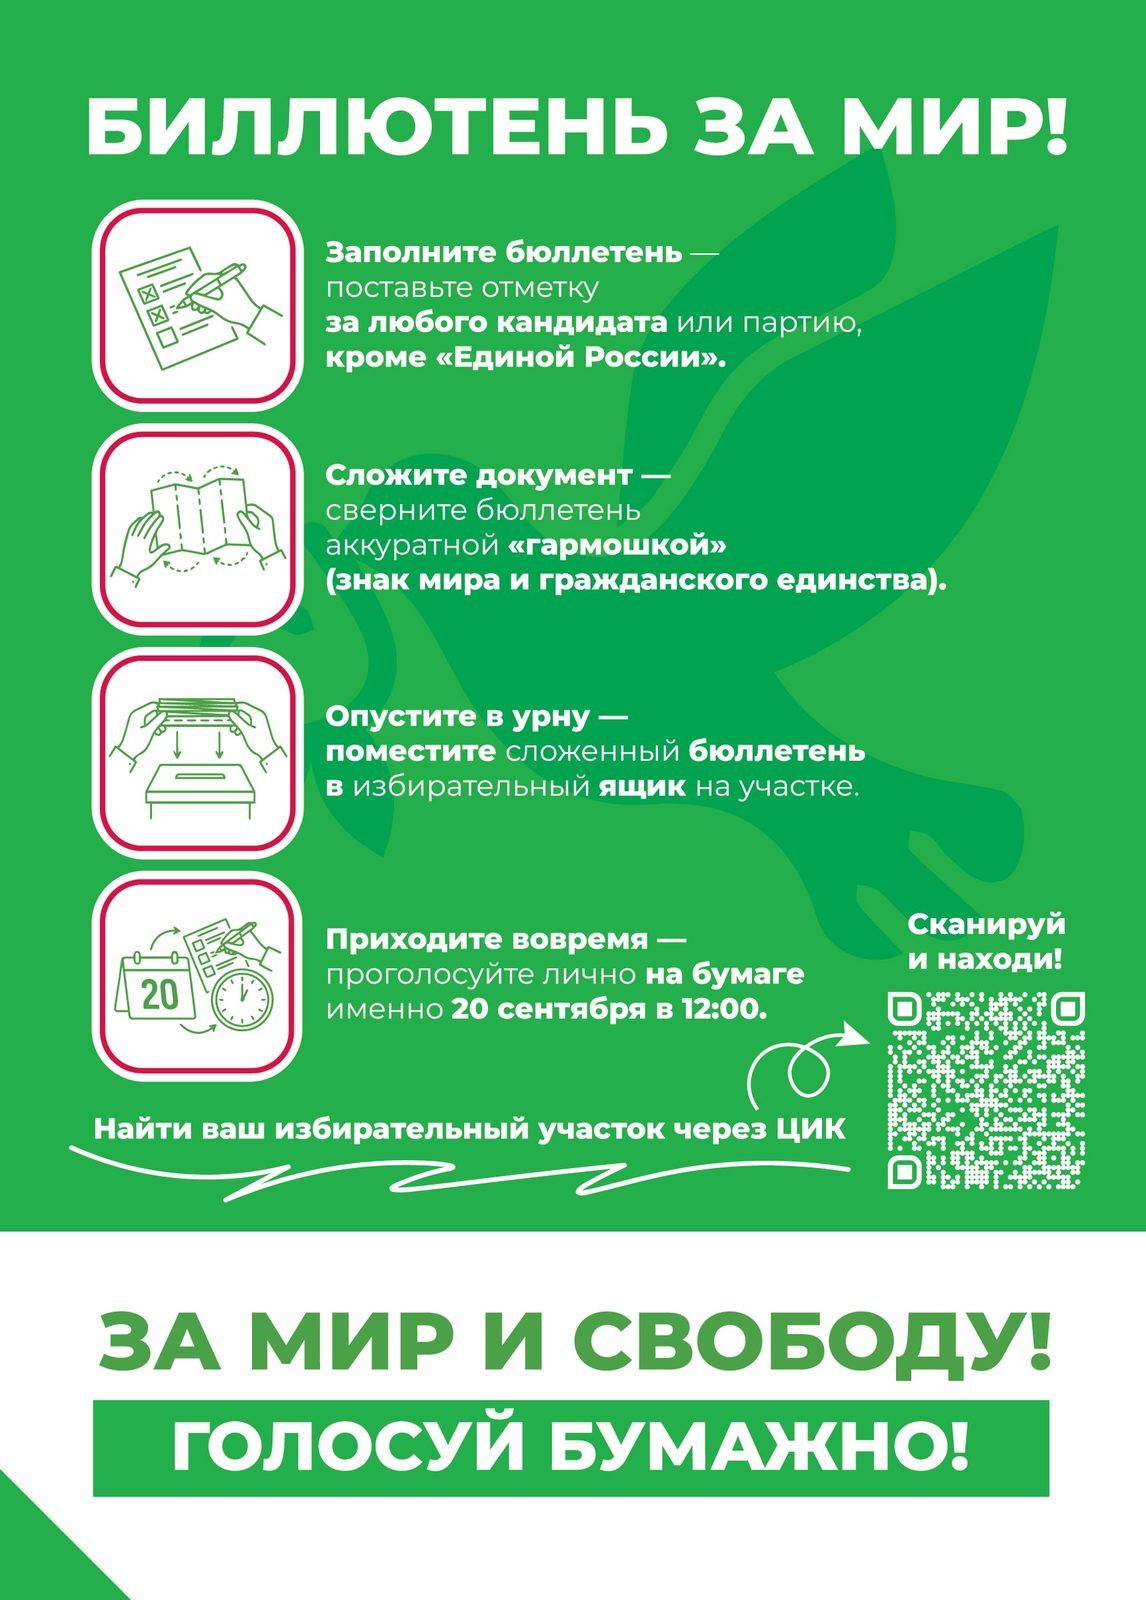 БИЛЛЮТЕНЬ ЗА МИР!
Заполните бюллетень —
поставьте отметку
за любого кандидата или партию,
кроме «Единой России».
Сложите документ —
сверните бюллетень
аккуратной «гармошкой»
(знак мира и гражданского единства).
Опустите в урну —
поместите сложенный бюллетень
в избирательный ящик на участке.
20
Приходите вовремя —
проголосуйте лично на бумаге
именно 20 сентября в 12:00.
Сканируй
и находи!
Найти ваш избирательный участок через ЦИК
ЗА МИР И СВОБОДУ!
ГОЛОСУЙ БУМАЖНО!